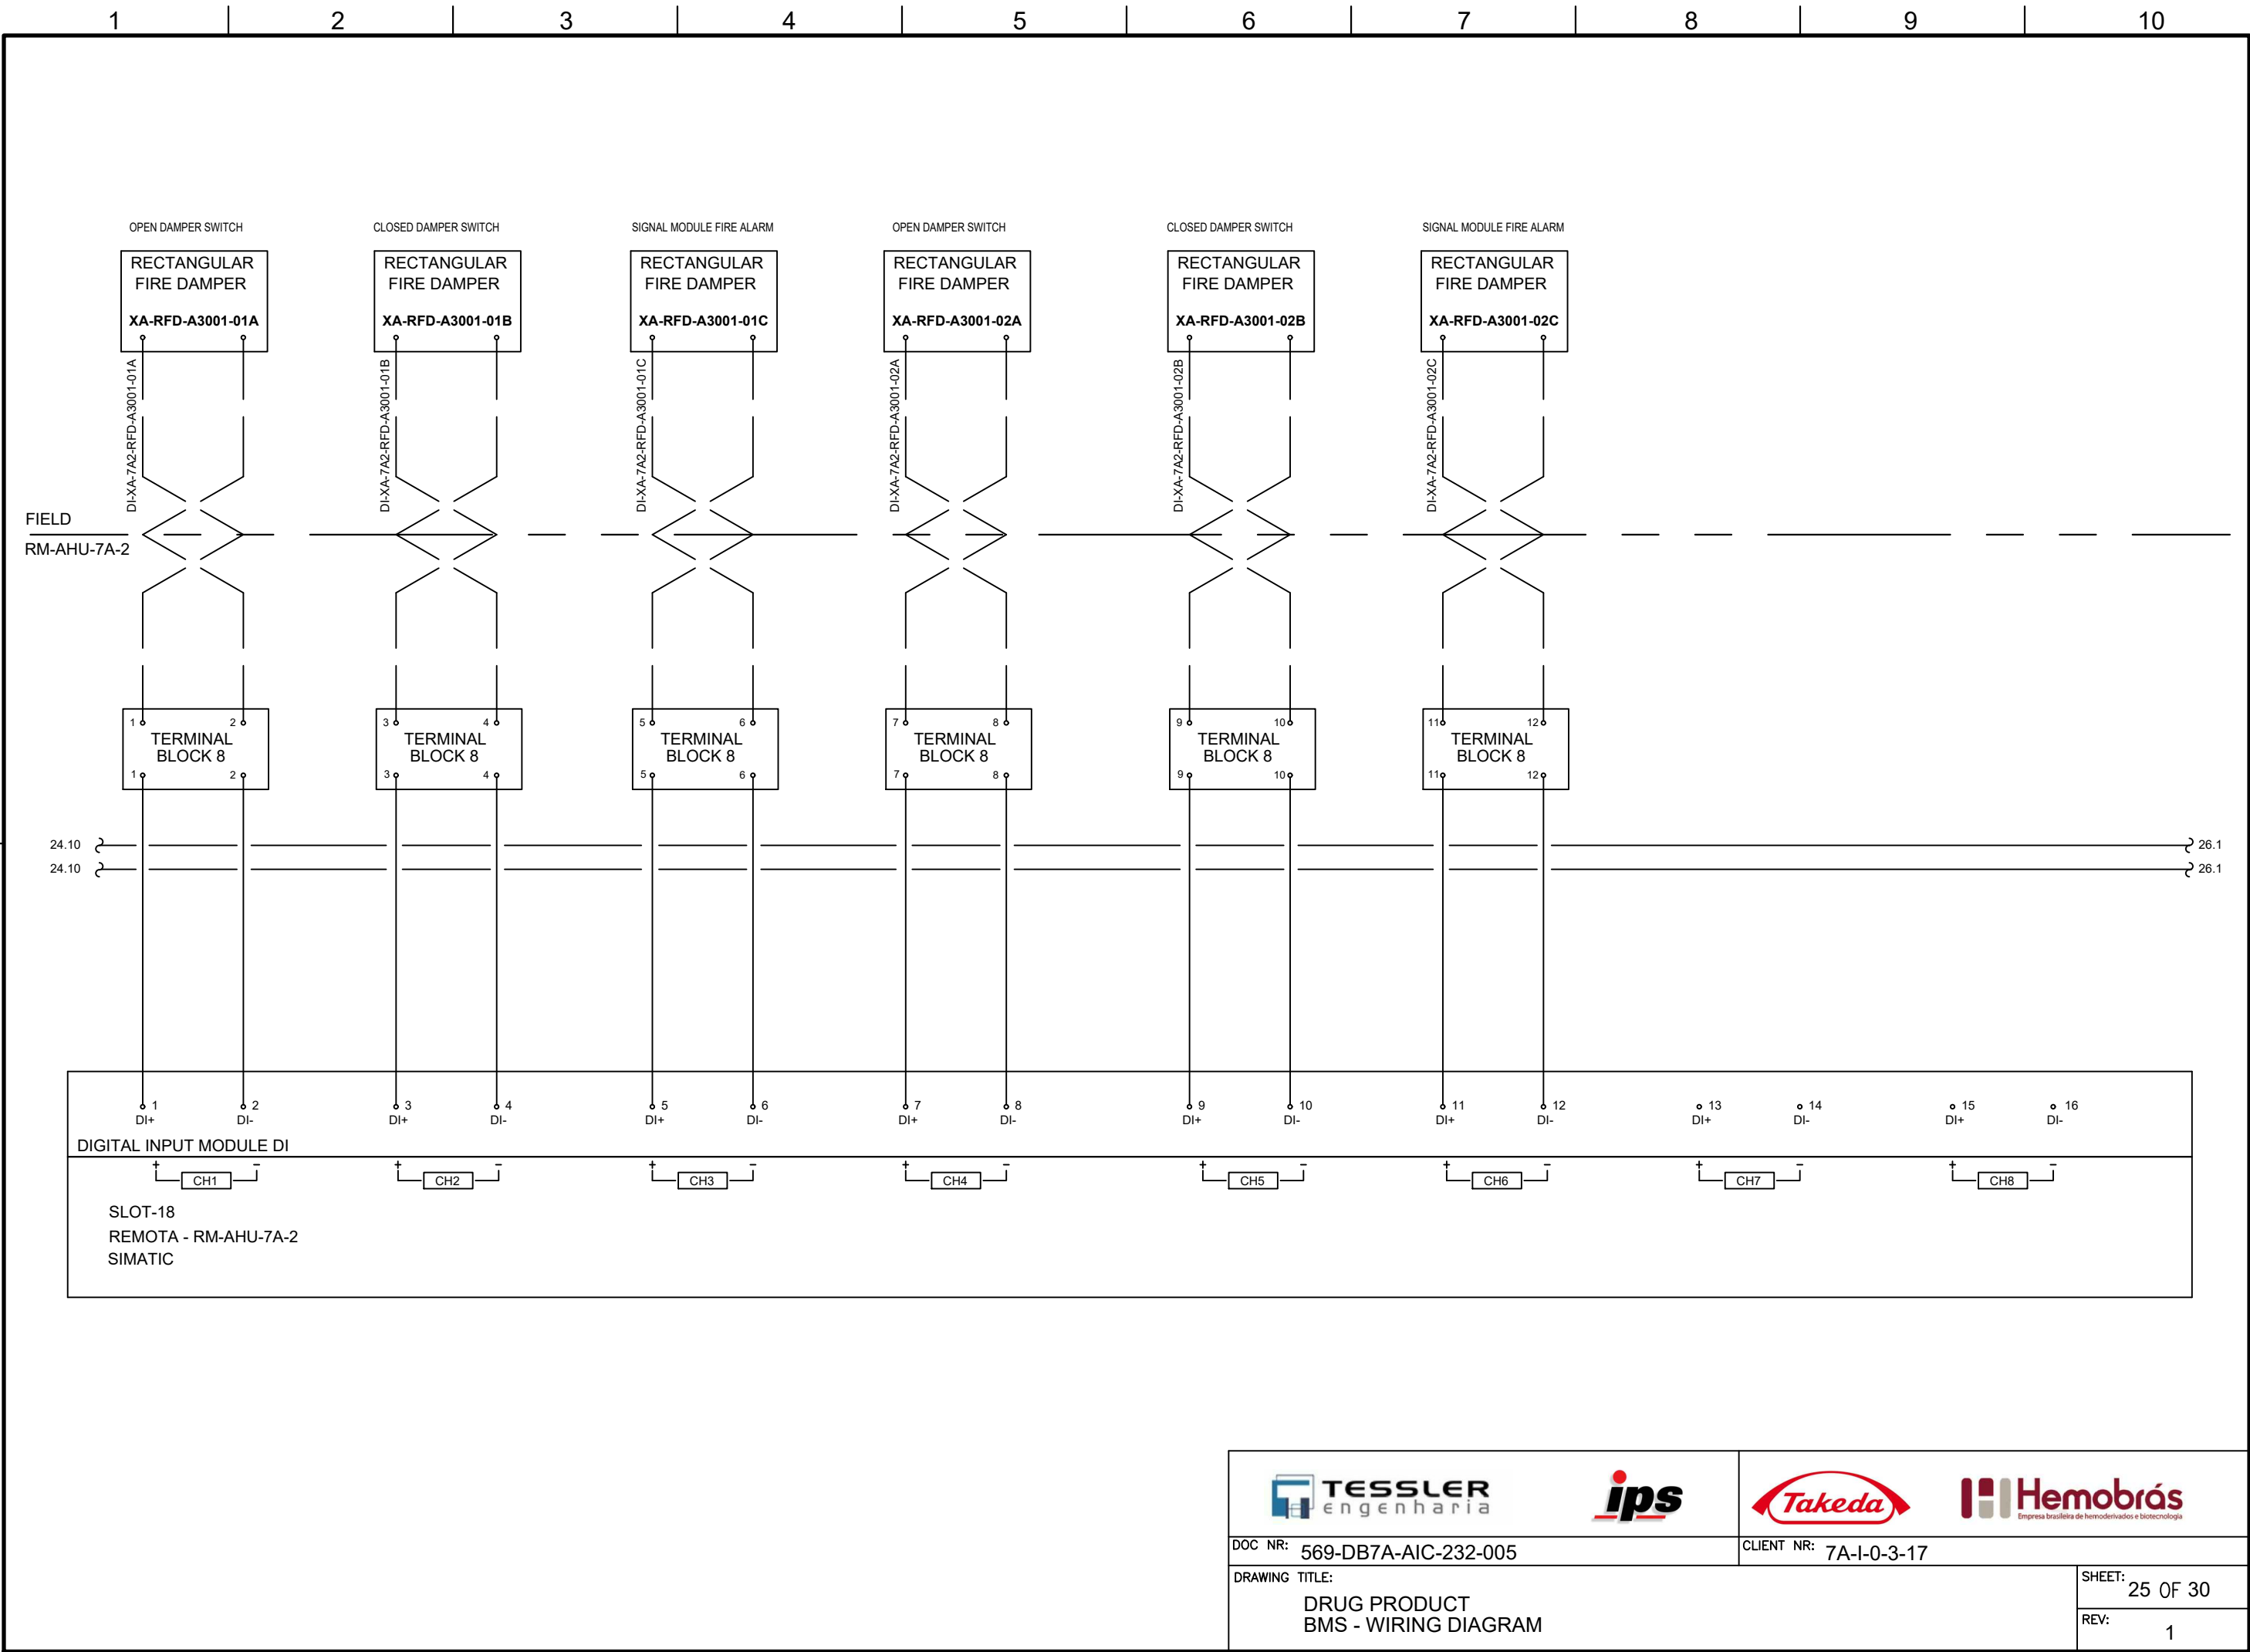 1 2 3 4 5 6 7 8 9 10
OPEN DAMPER SWITCH
CLOSED DAMPER SWITCH
SIGNAL MODULE FIRE ALARM
OPEN DAMPER SWITCH
CLOSED DAMPER SWITCH
SIGNAL MODULE FIRE ALARM
RECTANGULAR
FIRE DAMPER
XA-RFD-A3001-01A
RECTANGULAR
FIRE DAMPER
XA-RFD-A3001-01B
RECTANGULAR
FIRE DAMPER
XA-RFD-A3001-01C
RECTANGULAR
FIRE DAMPER
XA-RFD-A3001-02A
RECTANGULAR
FIRE DAMPER
XA-RFD-A3001-02B
RECTANGULAR
FIRE DAMPER
XA-RFD-A3001-02C
DI-XA-7A2-RFD-A3001-01A
DI-XA-7A2-RFD-A3001-01B
DI-XA-7A2-RFD-A3001-01C
DI-XA-7A2-RFD-A3001-02A
DI-XA-7A2-RFD-A3001-02B
DI-XA-7A2-RFD-A3001-02C
FIELD
RM-AHU-7A-2
1 2
TERMINAL
BLOCK 8
1 2
3 4
TERMINAL
BLOCK 8
3 4
5 6
TERMINAL
BLOCK 8
5 6
7 8
TERMINAL
BLOCK 8
7 8
9 10
TERMINAL
BLOCK 8
9 10
11 12
TERMINAL
BLOCK 8
11 12
24.10 26.1
24.10 26.1
1 2 3 4 5 6 7 8 9 10 11 12 13 14 15 16
DI+ DI- DI+ DI- DI+ DI- DI+ DI- DI+ DI- DI+ DI- DI+ DI- DI+ DI-
DIGITAL INPUT MODULE DI
+ - + - + - + - + - + - + - + -
CH1 CH2 CH3 CH4 CH5 CH6 CH7 CH8
SLOT-18
REMOTA - RM-AHU-7A-2
SIMATIC
TESSLER
engenharia
ips
Takeda
Hemobrás
Empresa brasileira de hemoderivados e biotecnologia
DOC NR: 569-DB7A-AIC-232-005
CLIENT NR: 7A-I-0-3-17
DRAWING TITLE:
DRUG PRODUCT
BMS - WIRING DIAGRAM
SHEET: 25 OF 30
REV:
1